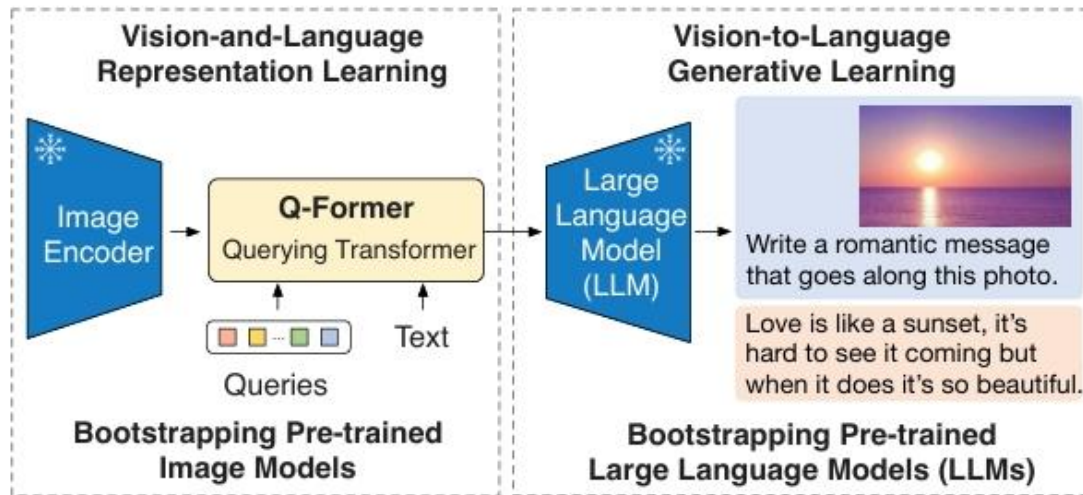 Vision-and-Language
Representation Learning
Image
Encoder
Q-Former
Querying Transformer
...
Queries
Text
Bootstrapping Pre-trained
Image Models
Vision-to-Language
Generative Learning
Large
Language
Model
(LLM)
Write a romantic message
that goes along this photo.
Love is like a sunset, it's
hard to see it coming but
when it does it's so beautiful.
Bootstrapping Pre-trained
Large Language Models (LLMs)